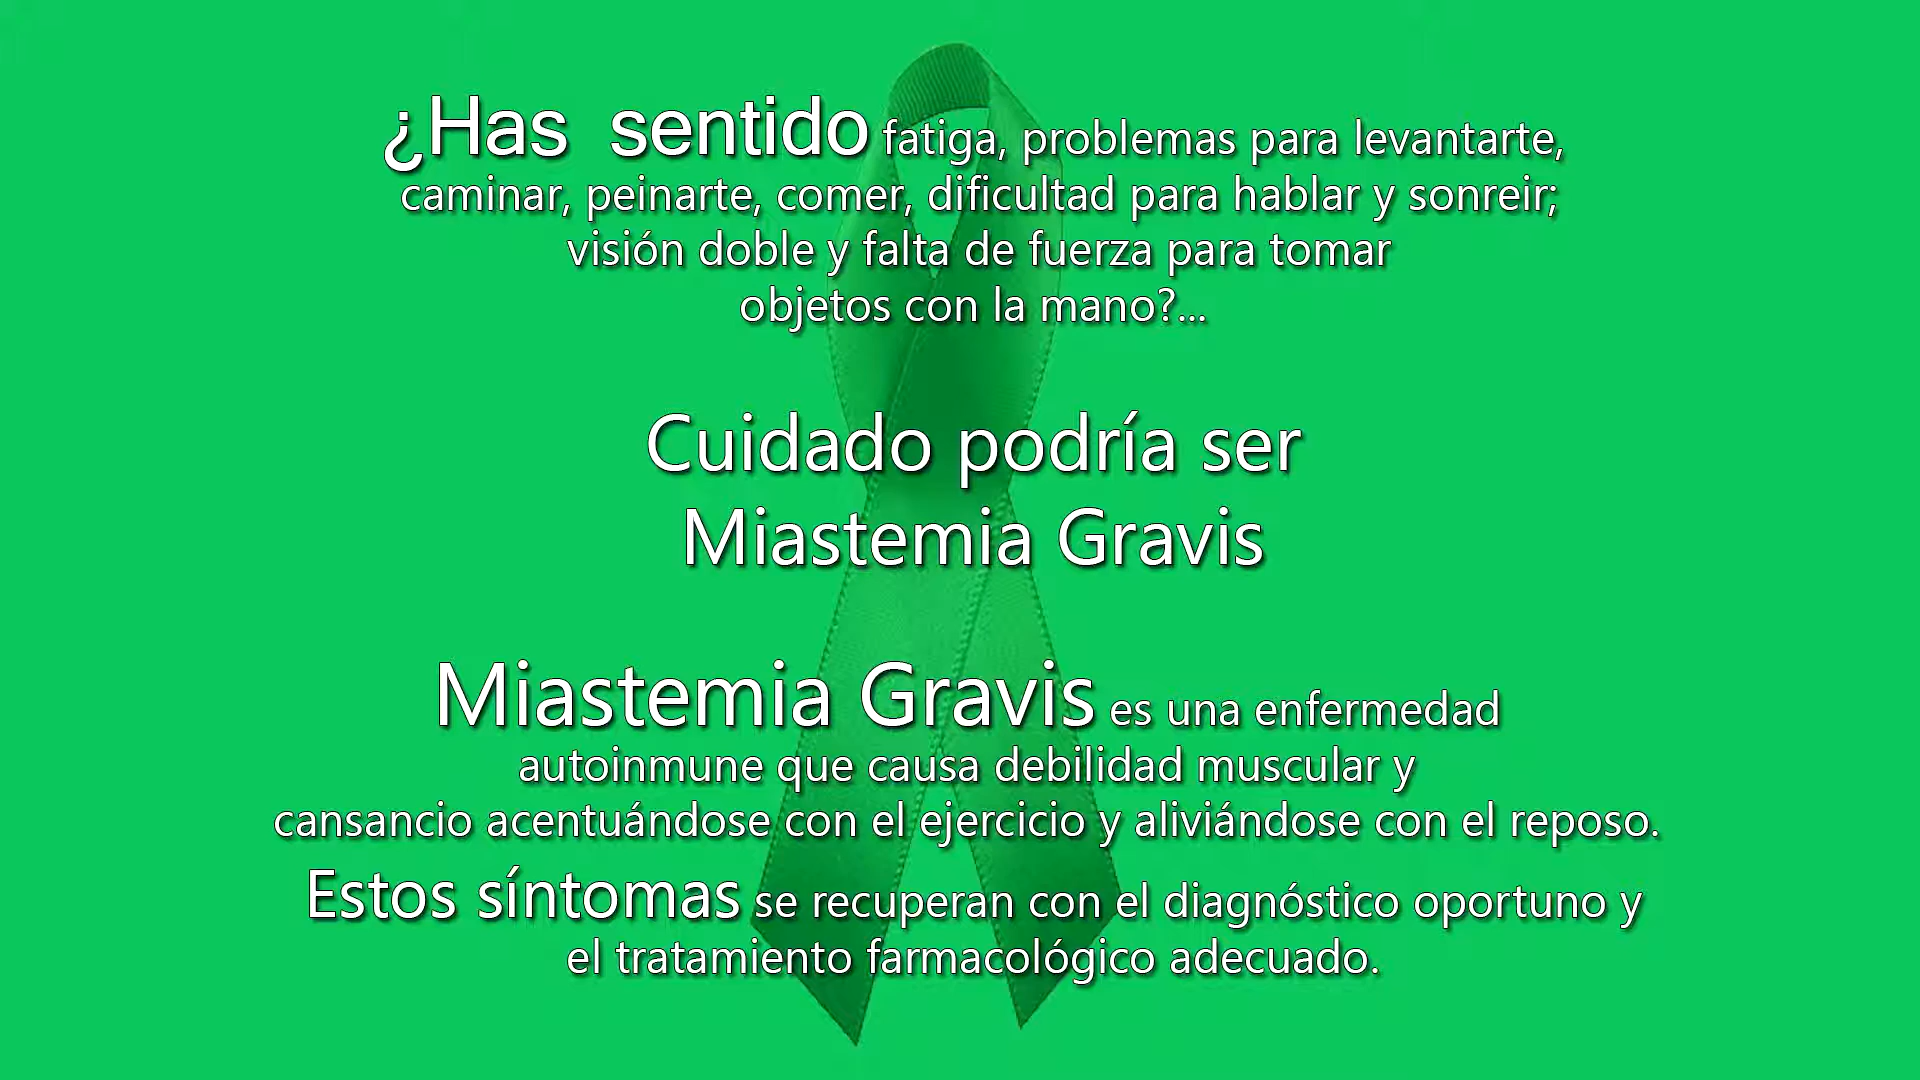 ¿Has sentido fatiga, problemas para levantarte,
caminar, peinarte, comer, dificultad para hablar y sonreir;
visión doble y falta de fuerza para tomar
objetos con la mano?...
Cuidado podría ser
Miastemia Gravis
Miastemia Gravis es una enfermedad
autoinmune que causa debilidad muscular y
cansancio acentuándose con el ejercicio y aliviándose con el reposo.
Estos síntomas se recuperan con el diagnóstico oportuno y
el tratamiento farmacológico adecuado.